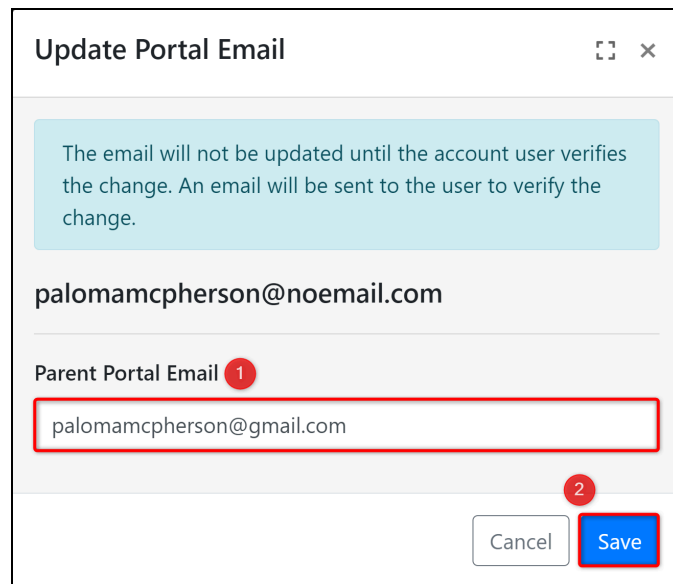 Update Portal Email
The email will not be updated until the account user verifies
the change. An email will be sent to the user to verify the
change.
palomamcpherson@noemail.com
Parent Portal Email 1
palomamcpherson@gmail.com
2
Cancel Save